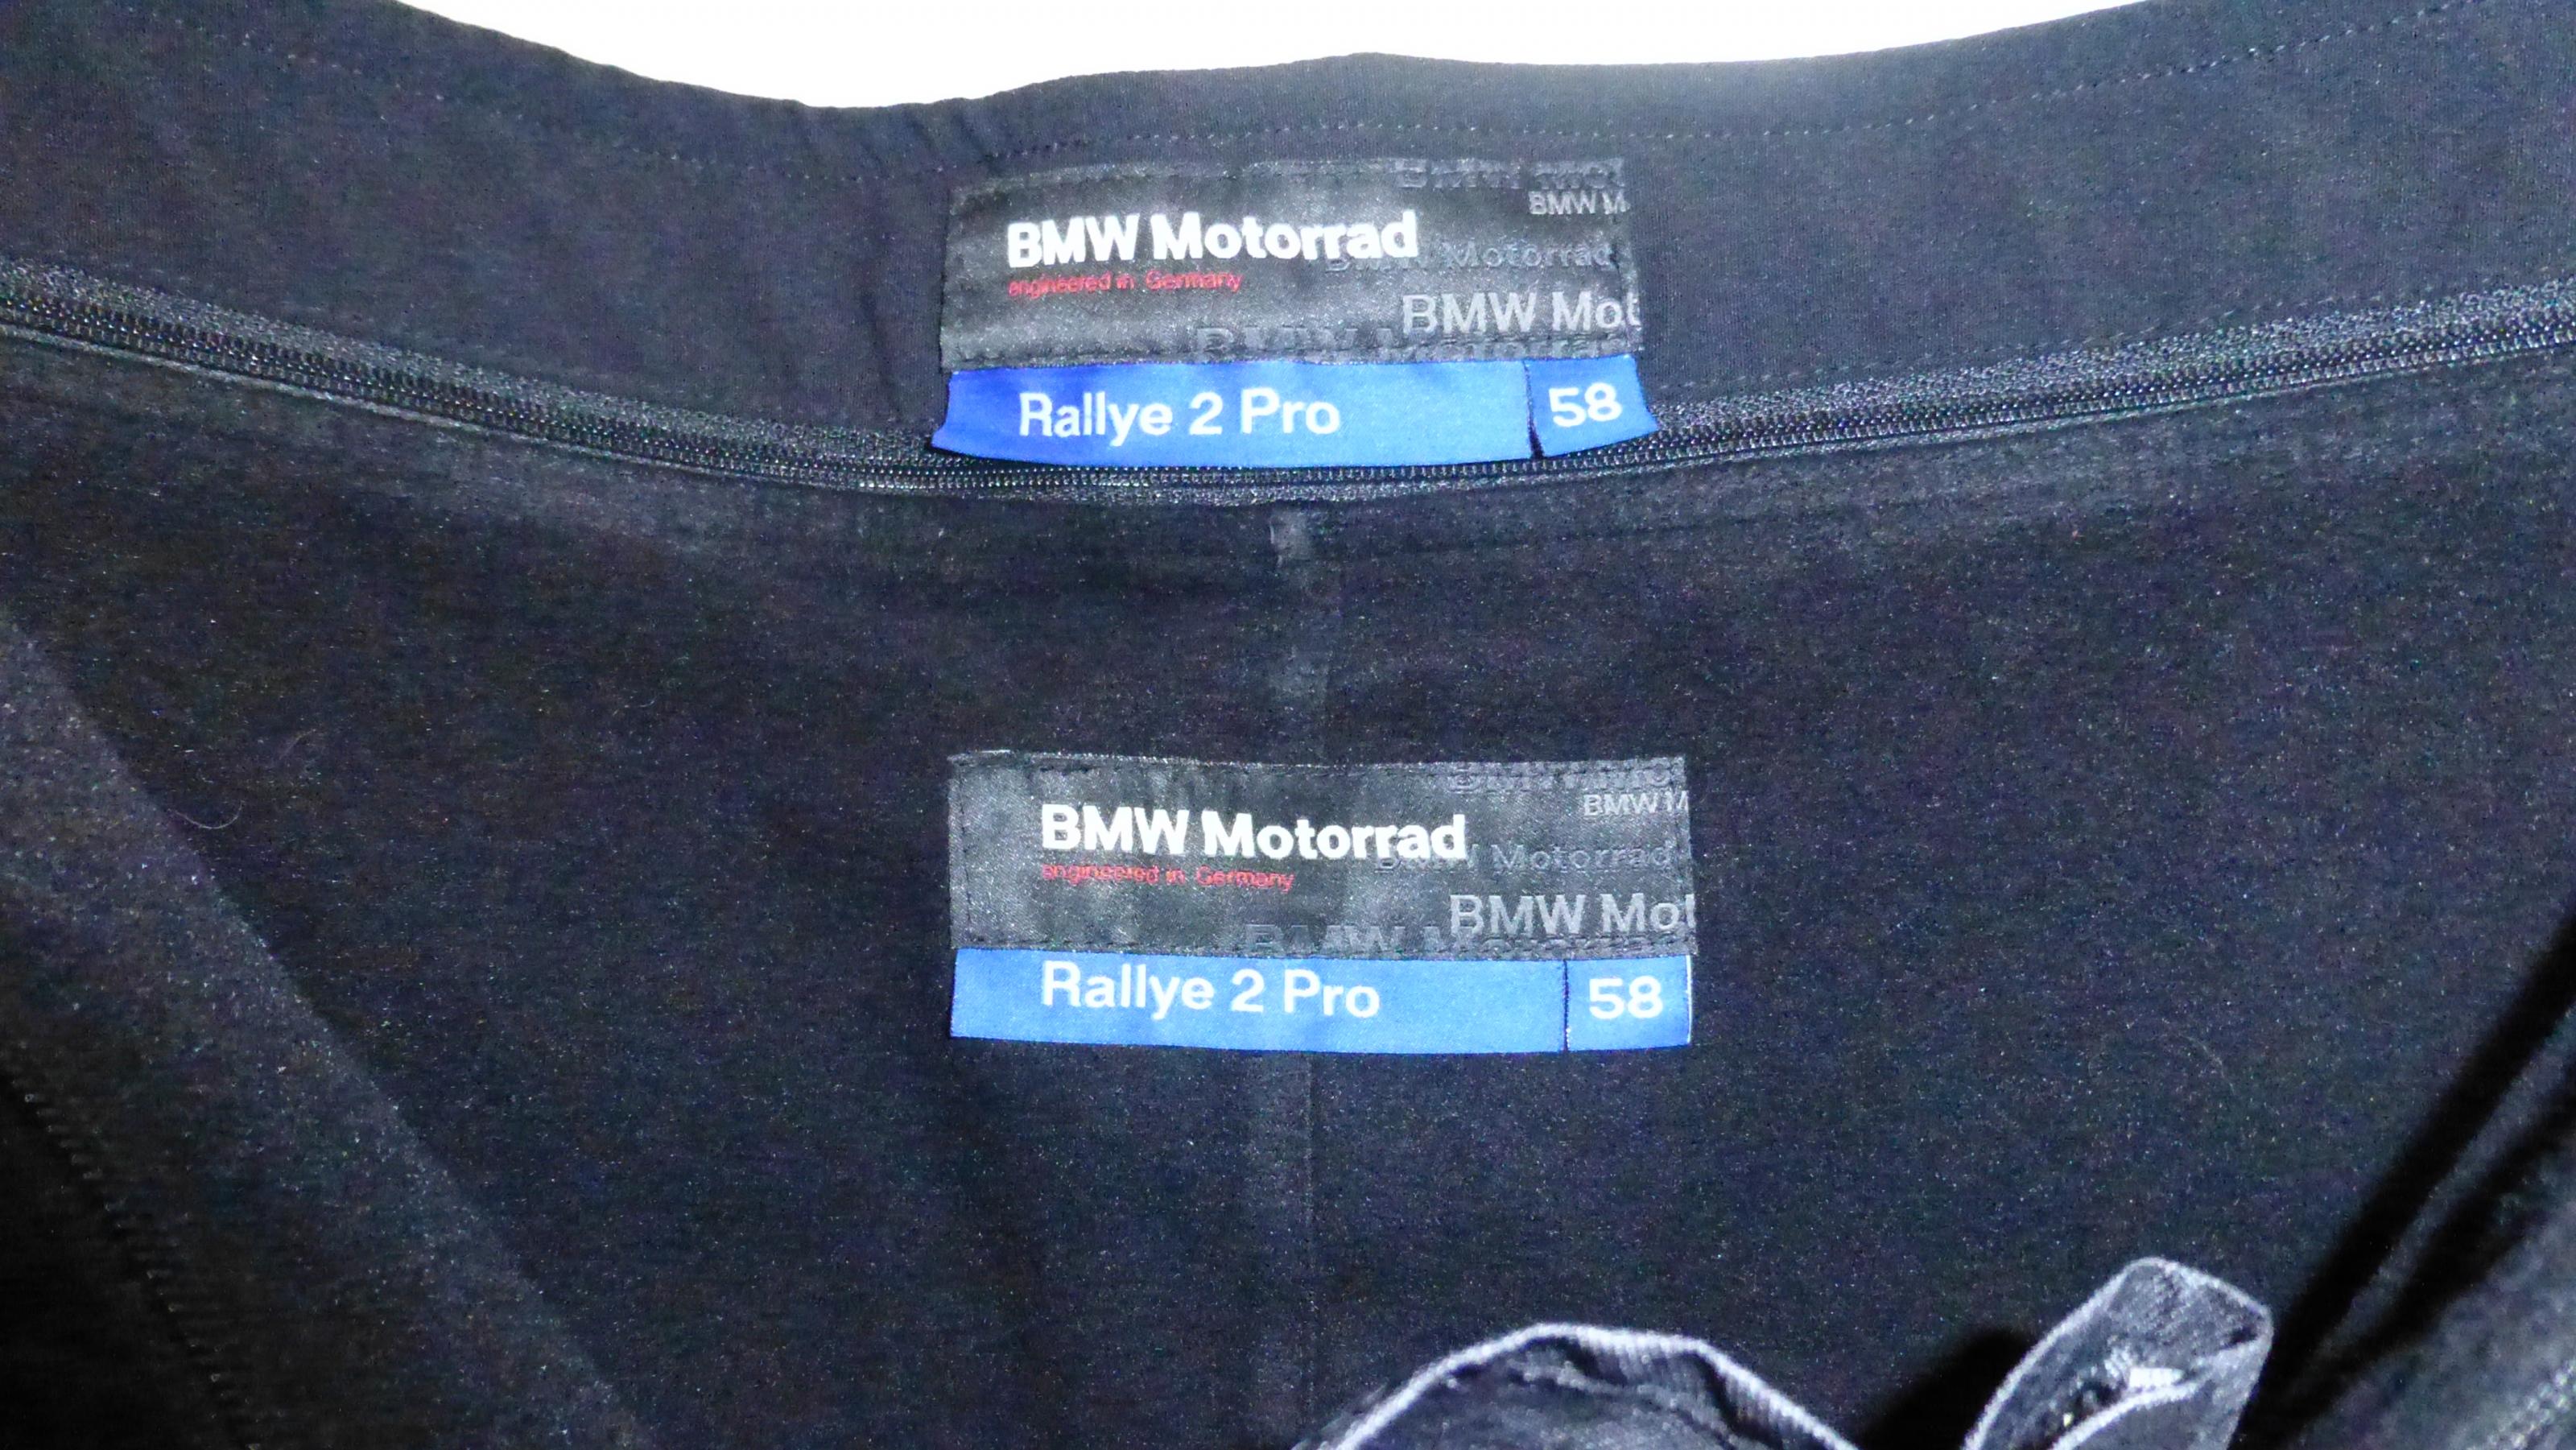 BMW Motorrad
engineered in Germany
BMW M
Motorrad
BMW Mot
Rallye 2 Pro 58
BMW Motorrad
engineered in Germany
BMW M
Motorrad
BMW Mot
Rallye 2 Pro 58